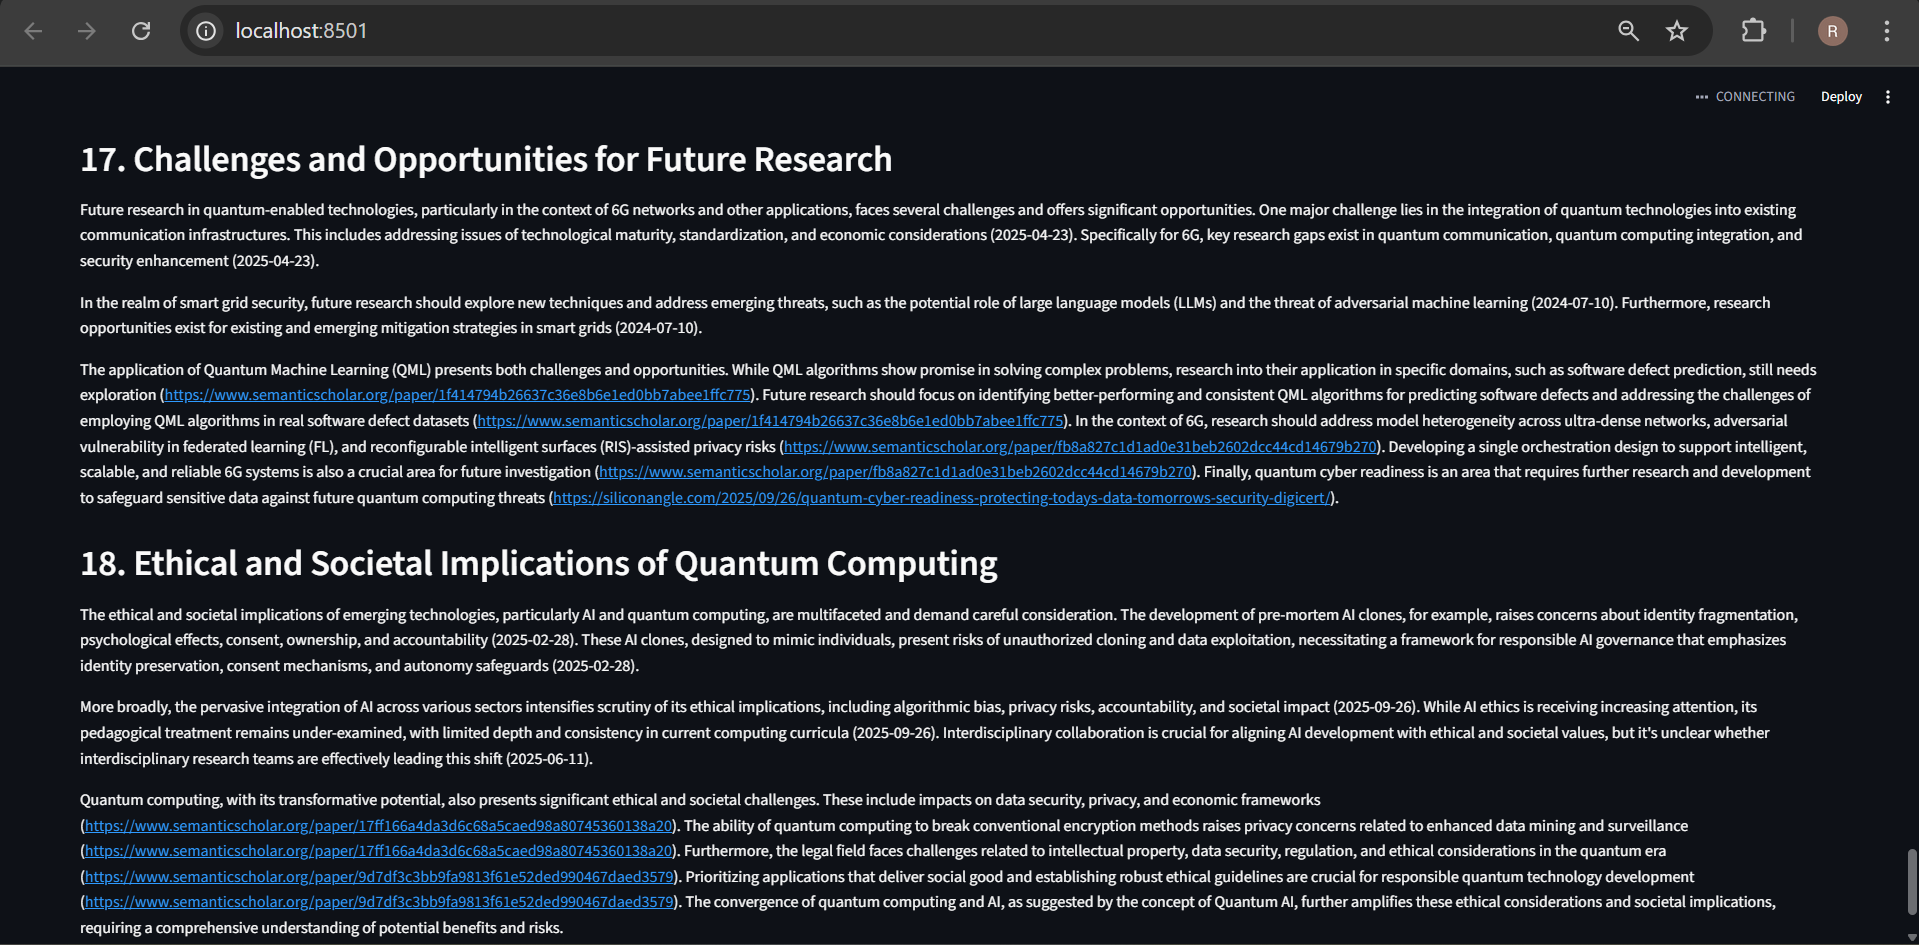 localhost:8501
R
CONNECTING
Deploy
17. Challenges and Opportunities for Future Research
Future research in quantum-enabled technologies, particularly in the context of 6G networks and other applications, faces several challenges and offers significant opportunities. One major challenge lies in the integration of quantum technologies into existing
communication infrastructures. This includes addressing issues of technological maturity, standardization, and economic considerations (2025-04-23). Specifically for 6G, key research gaps exist in quantum communication, quantum computing integration, and
security enhancement (2025-04-23).
In the realm of smart grid security, future research should explore new techniques and address emerging threats, such as the potential role of large language models (LLMs) and the threat of adversarial machine learning (2024-07-10). Furthermore, research
opportunities exist for existing and emerging mitigation strategies in smart grids (2024-07-10).
The application of Quantum Machine Learning (QML) presents both challenges and opportunities. While QML algorithms show promise in solving complex problems, research into their application in specific domains, such as software defect prediction, still needs
exploration (https://www.semanticscholar.org/paper/1f414794b26637c36e8b6e1ed0bb7abee1ffc775). Future research should focus on identifying better-performing and consistent QML algorithms for predicting software defects and addressing the challenges of
employing QML algorithms in real software defect datasets (https://www.semanticscholar.org/paper/1f414794b26637c36e8b6e1ed0bb7abee1ffc775). In the context of 6G, research should address model heterogeneity across ultra-dense networks, adversarial
vulnerability in federated learning (FL), and reconfigurable intelligent surfaces (RIS)-assisted privacy risks (https://www.semanticscholar.org/paper/fb8a827c1d1ad0e31beb2602dcc44cd14679b270). Developing a single orchestration design to support intelligent,
scalable, and reliable 6G systems is also a crucial area for future investigation (https://www.semanticscholar.org/paper/fb8a827c1d1ad0e31beb2602dcc44cd14679b270). Finally, quantum cyber readiness is an area that requires further research and development
to safeguard sensitive data against future quantum computing threats (https://siliconangle.com/2025/09/26/quantum-cyber-readiness-protecting-todays-data-tomorrows-security-digicert/).
18. Ethical and Societal Implications of Quantum Computing
The ethical and societal implications of emerging technologies, particularly AI and quantum computing, are multifaceted and demand careful consideration. The development of pre-mortem AI clones, for example, raises concerns about identity fragmentation,
psychological effects, consent, ownership, and accountability (2025-02-28). These AI clones, designed to mimic individuals, present risks of unauthorized cloning and data exploitation, necessitating a framework for responsible AI governance that emphasizes
identity preservation, consent mechanisms, and autonomy safeguards (2025-02-28).
More broadly, the pervasive integration of AI across various sectors intensifies scrutiny of its ethical implications, including algorithmic bias, privacy risks, accountability, and societal impact (2025-09-26). While AI ethics is receiving increasing attention, its
pedagogical treatment remains under-examined, with limited depth and consistency in current computing curricula (2025-09-26). Interdisciplinary collaboration is crucial for aligning AI development with ethical and societal values, but it's unclear whether
interdisciplinary research teams are effectively leading this shift (2025-06-11).
Quantum computing, with its transformative potential, also presents significant ethical and societal challenges. These include impacts on data security, privacy, and economic frameworks
(https://www.semanticscholar.org/paper/17ff166a4da3d6c68a5caed98a80745360138a20). The ability of quantum computing to break conventional encryption methods raises privacy concerns related to enhanced data mining and surveillance
(https://www.semanticscholar.org/paper/17ff166a4da3d6c68a5caed98a80745360138a20). Furthermore, the legal field faces challenges related to intellectual property, data security, regulation, and ethical considerations in the quantum era
(https://www.semanticscholar.org/paper/9d7df3c3bb9fa9813f61e52ded990467daed3579). Prioritizing applications that deliver social good and establishing robust ethical guidelines are crucial for responsible quantum technology development
(https://www.semanticscholar.org/paper/9d7df3c3bb9fa9813f61e52ded990467daed3579). The convergence of quantum computing and AI, as suggested by the concept of Quantum AI, further amplifies these ethical considerations and societal implications,
requiring a comprehensive understanding of potential benefits and risks.